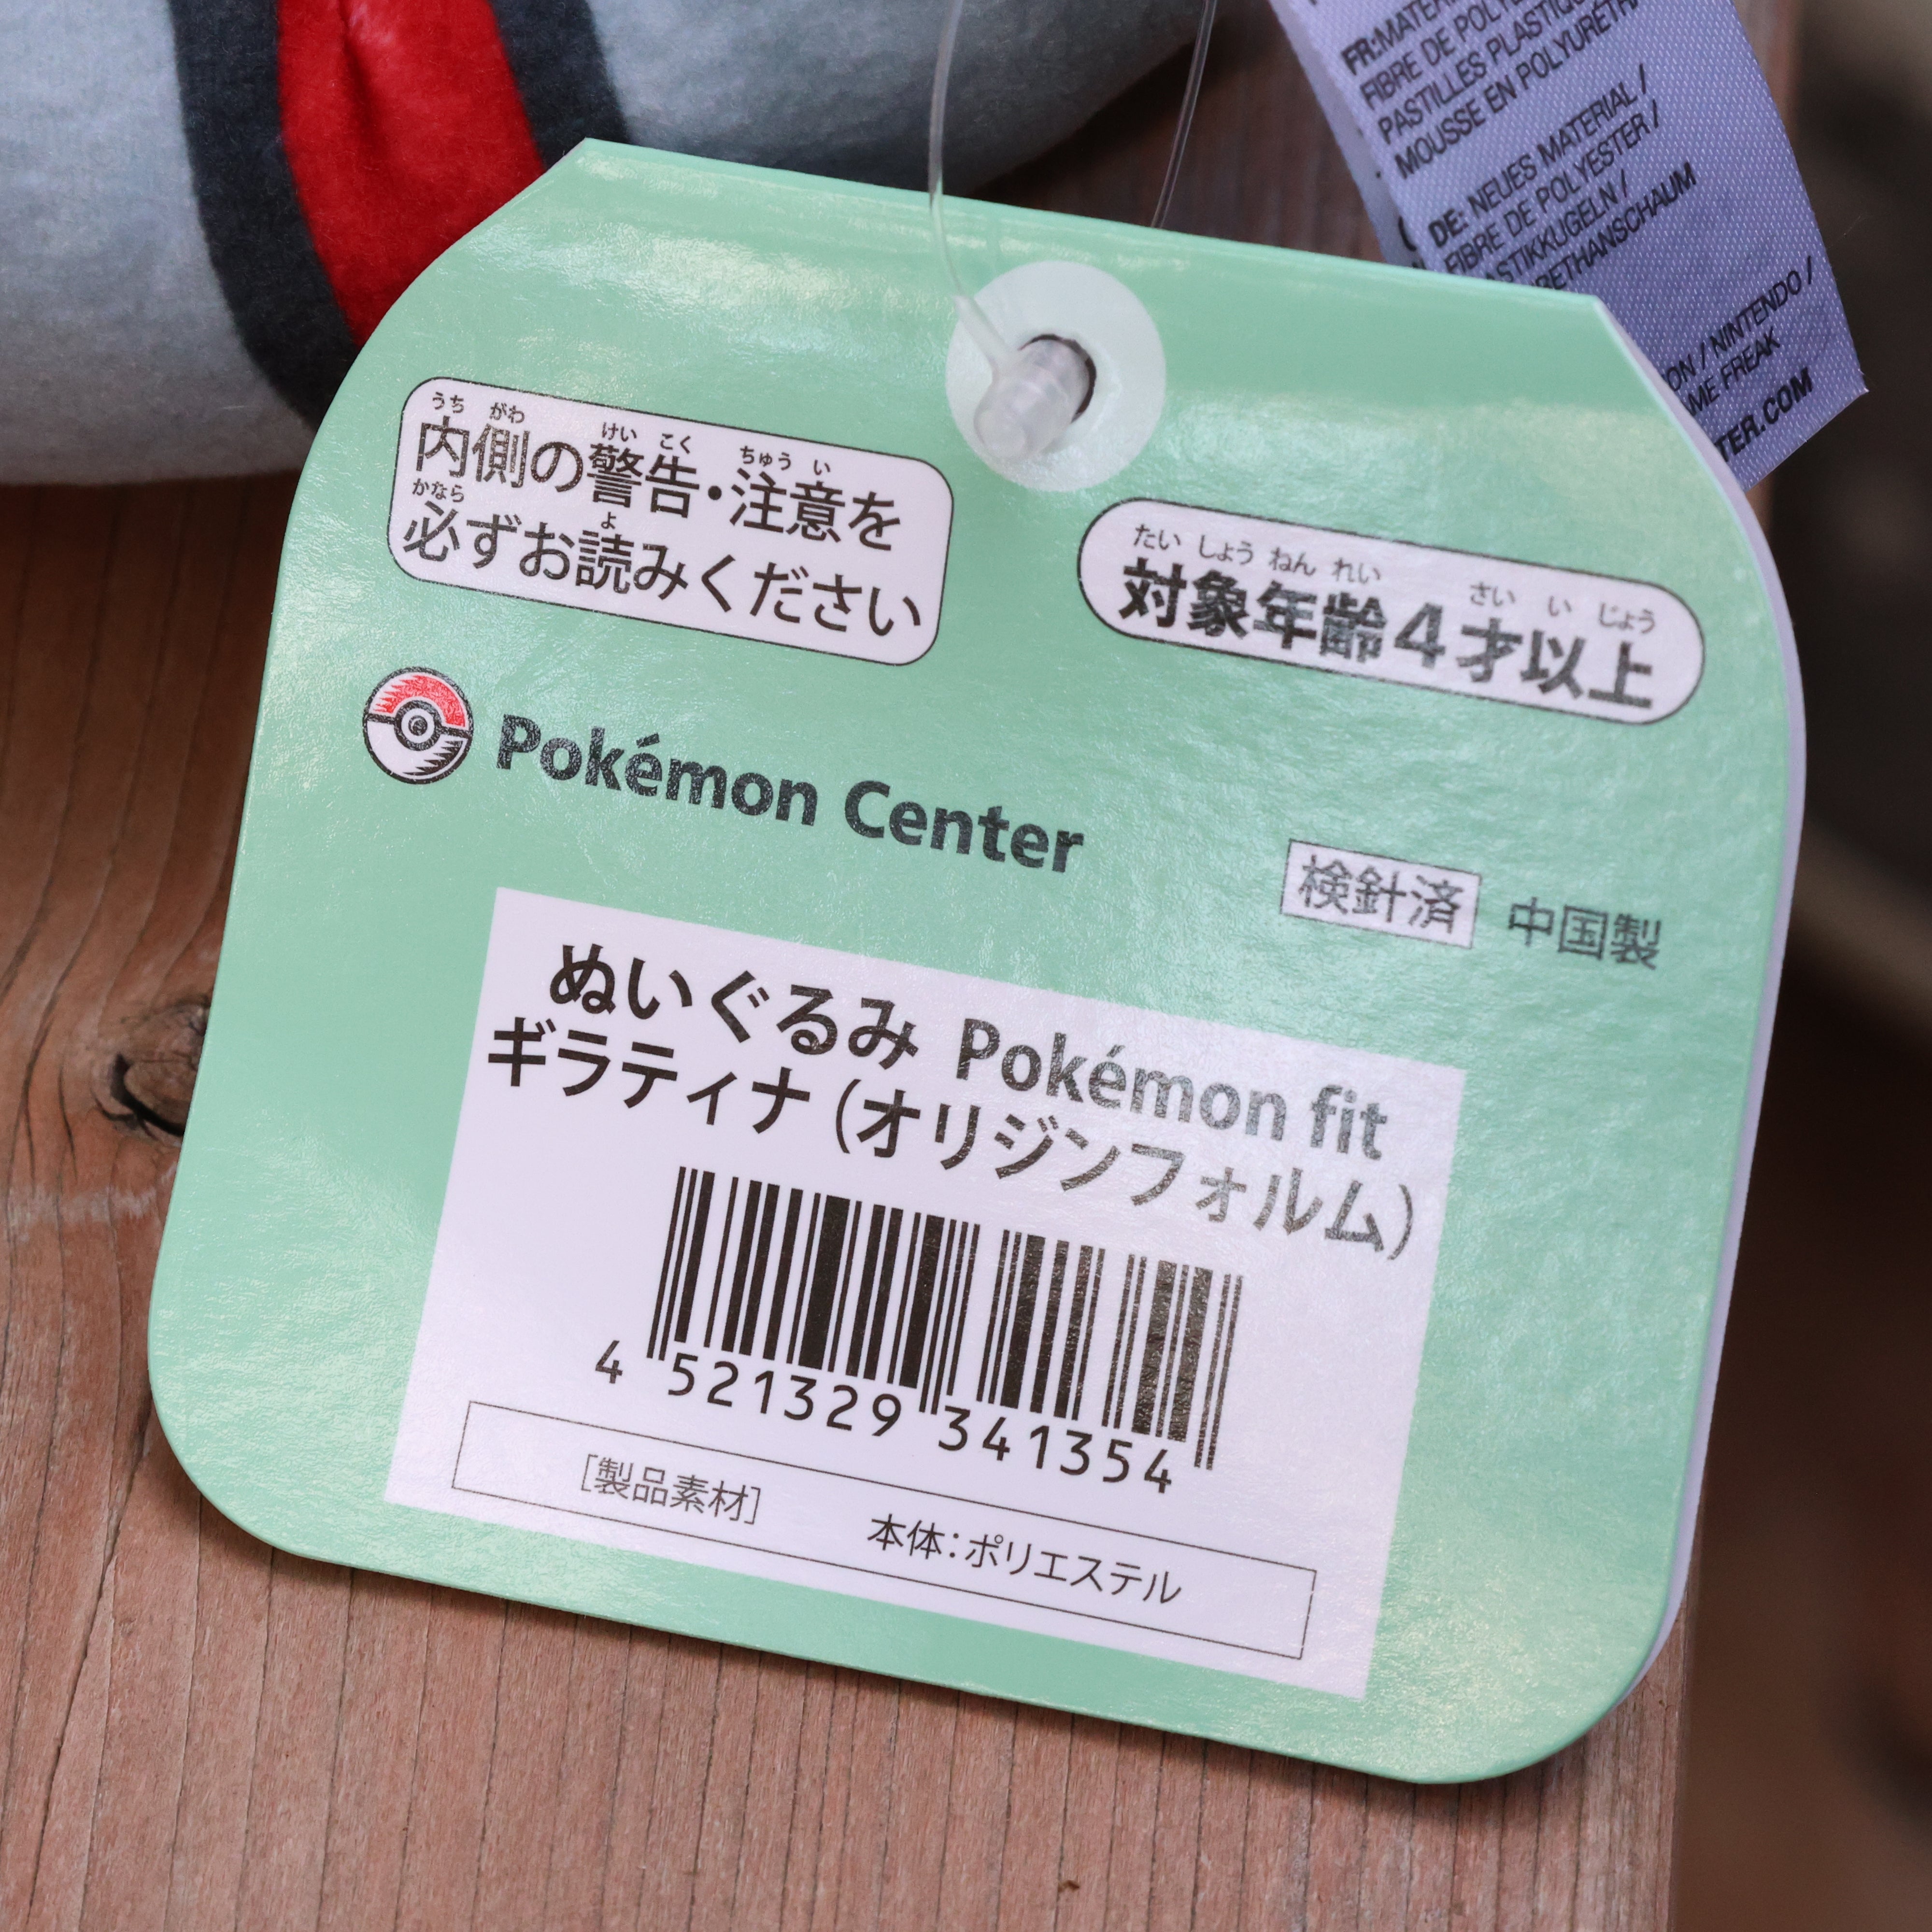 FR:MATER
FIBRE DE POLY
PASTILLES PLASTIQU
MOUSSE EN POLYURÉTH
DE: NEUES MATERIAL /
FIBRE DE POLYESTER /
ASTIKKUGELN /
RETHANSCHAUM
ON / NINTENDO /
ME FREAK
TER.COM
うち がわ けい こく ちゅう い
内側の警告・注意を
かなら よ
必ずお読みください
たい しょう ねん れい さい い じょう
対象年齢4才以上
Pokémon Center
検針済 中国製
ぬいぐるみ Pokémon fit
ギラティナ(オリジンフォルム)
4 521329 341354
[製品素材] 本体:ポリエステル